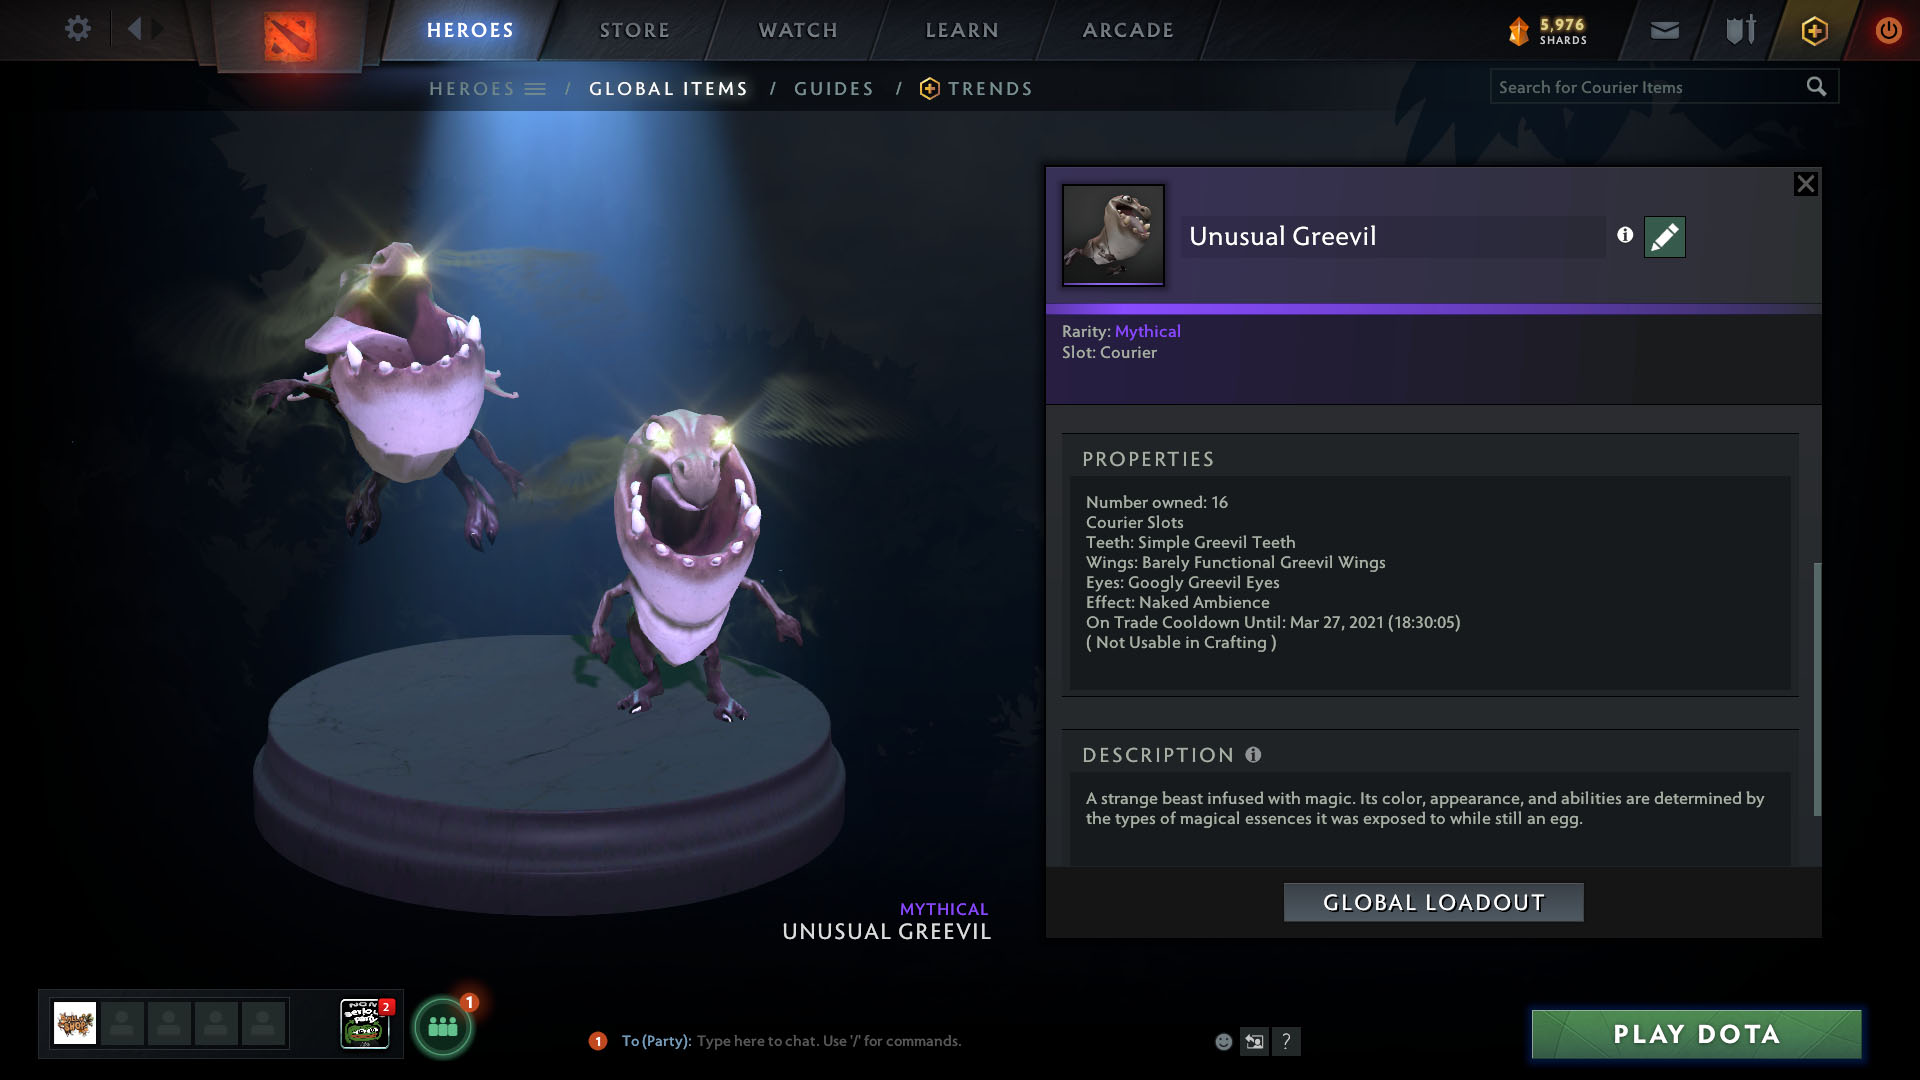 HEROES
STORE
WATCH
LEARN
ARCADE
5,976
SHARDS
HEROES / GLOBAL ITEMS / GUIDES / TRENDS
Search for Courier Items
Unusual Greevil
Rarity: Mythical
Slot: Courier
PROPERTIES
Number owned: 16
Courier Slots
Teeth: Simple Greevil Teeth
Wings: Barely Functional Greevil Wings
Eyes: Googly Greevil Eyes
Effect: Naked Ambience
On Trade Cooldown Until: Mar 27, 2021 (18:30:05)
( Not Usable in Crafting )
DESCRIPTION
A strange beast infused with magic. Its color, appearance, and abilities are determined by
the types of magical essences it was exposed to while still an egg.
GLOBAL LOADOUT
MYTHICAL
UNUSUAL GREEVIL
NON
2
1
1
To (Party): Type here to chat. Use '/' for commands.
?
PLAY DOTA